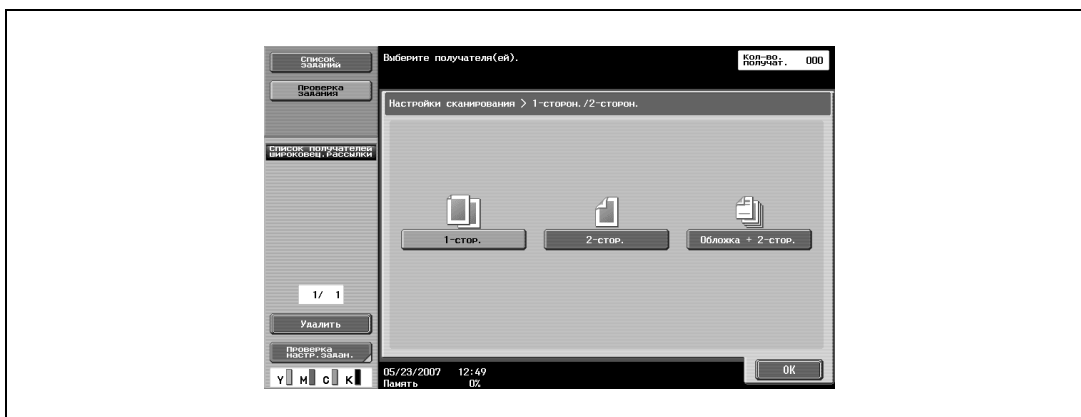 Список
заданий
Выберите получателя(ей).
Кол-во.
получат. 000
Проверка
задания
Настройки сканирования > 1-сторон./2-сторон.
Список получателей
широковещ.рассылки
1-стор.
2-стор.
Обложка + 2-стор.
1/ 1
Удалить
Проверка
настр.задан.
Y M C K
05/23/2007 12:49
Память 0%
OK